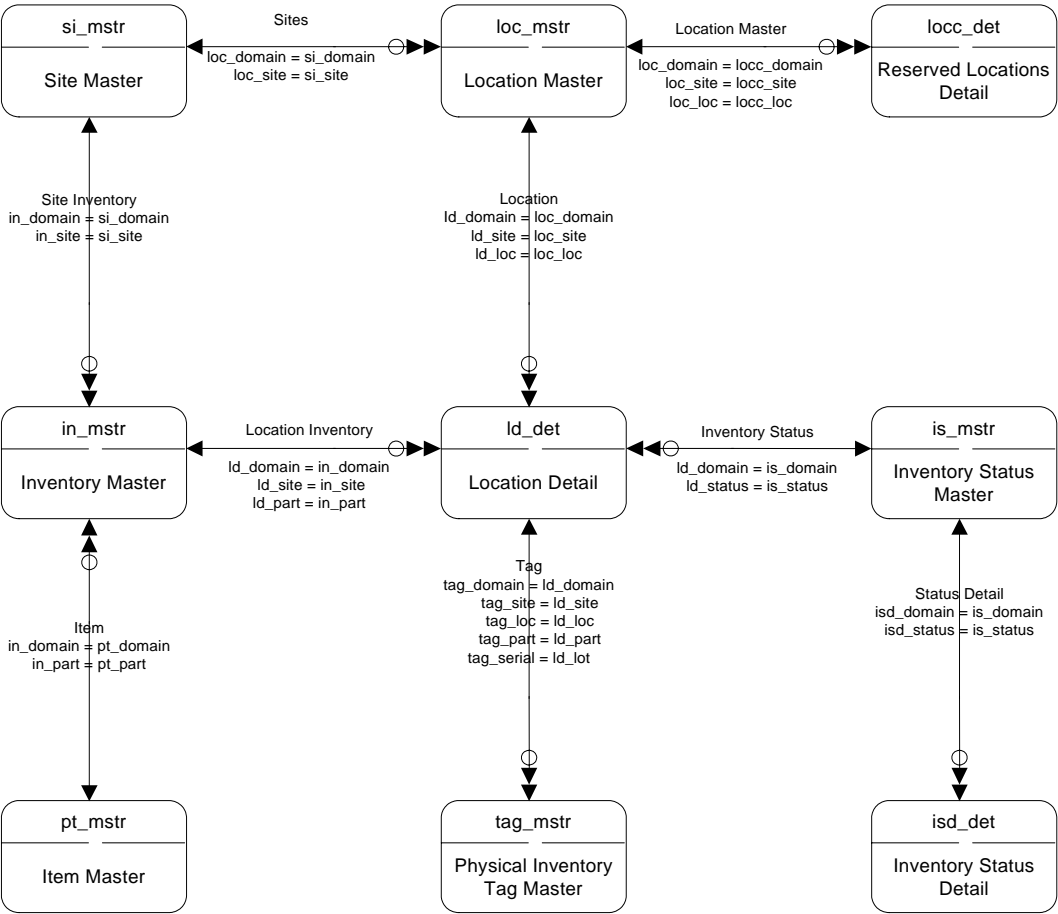 si_mstr
Site Master
Sites
loc_domain = si_domain
loc_site = si_site
loc_mstr
Location Master
Location Master
loc_domain = locc_domain
loc_site = locc_site
loc_loc = locc_loc
locc_det
Reserved Locations
Detail
Site Inventory
in_domain = si_domain
in_site = si_site
Location
ld_domain = loc_domain
ld_site = loc_site
ld_loc = loc_loc
in_mstr
Inventory Master
Location Inventory
ld_domain = in_domain
ld_site = in_site
ld_part = in_part
ld_det
Location Detail
Inventory Status
ld_domain = is_domain
ld_status = is_status
is_mstr
Inventory Status
Master
Item
in_domain = pt_domain
in_part = pt_part
Tag
tag_domain = ld_domain
tag_site = ld_site
tag_loc = ld_loc
tag_part = ld_part
tag_serial = ld_lot
Status Detail
isd_domain = is_domain
isd_status = is_status
pt_mstr
Item Master
tag_mstr
Physical Inventory
Tag Master
isd_det
Inventory Status
Detail